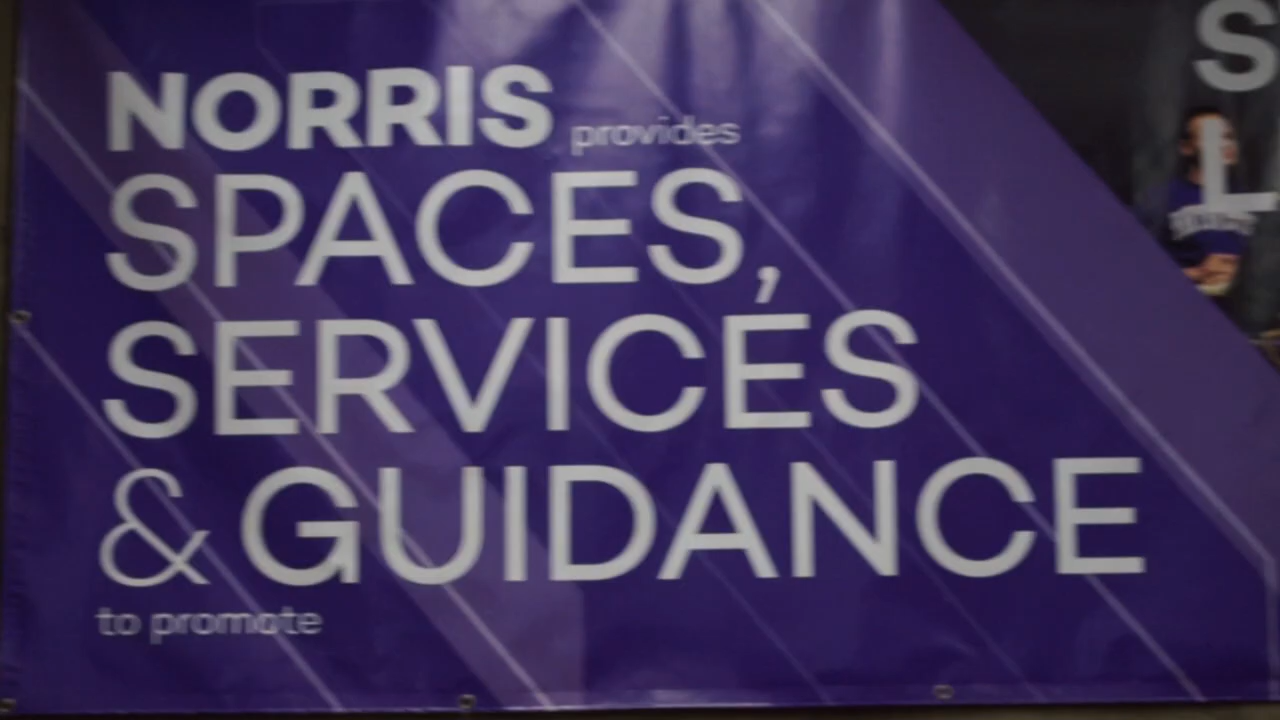 NORRIS provides
SPACES,
SERVICES
& GUIDANCE
to promote
S
L